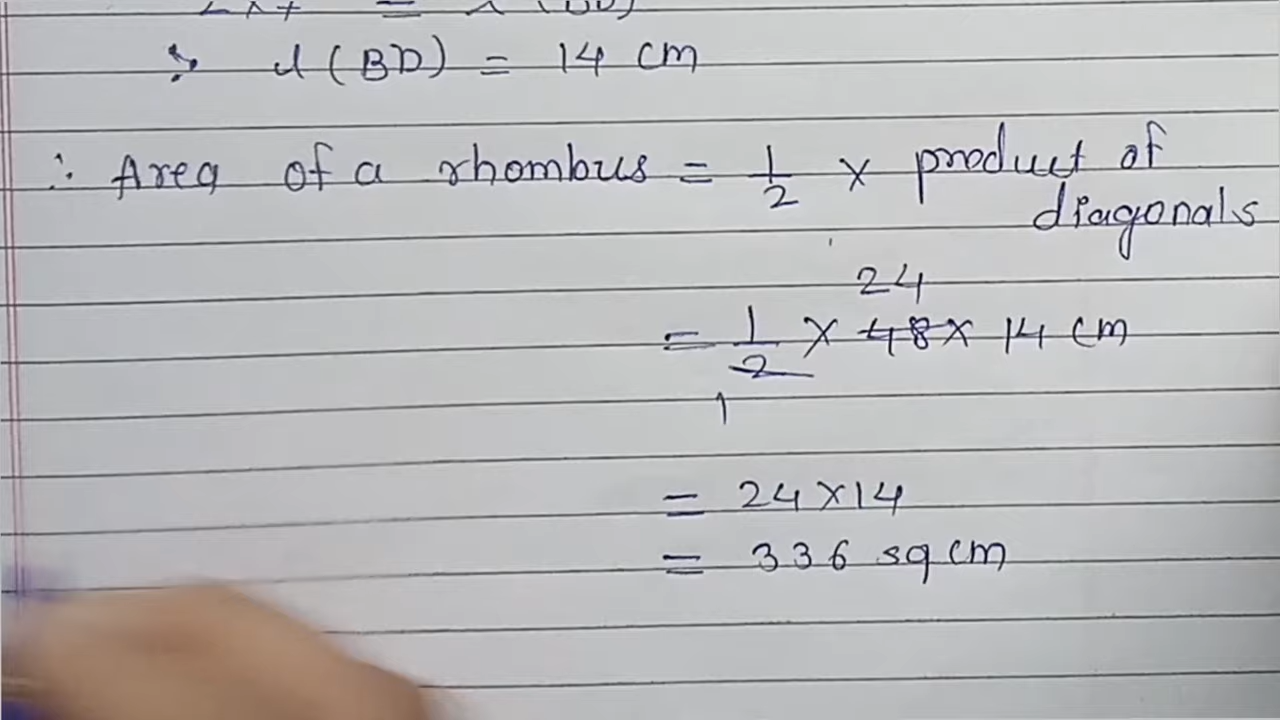 ∴ l(BD) = 14 cm
∴ Area of a rhombus = 1/2 × product of
diagonals
24
= 1/2 × 48 × 14 cm
1
= 24 × 14
= 336 sq cm